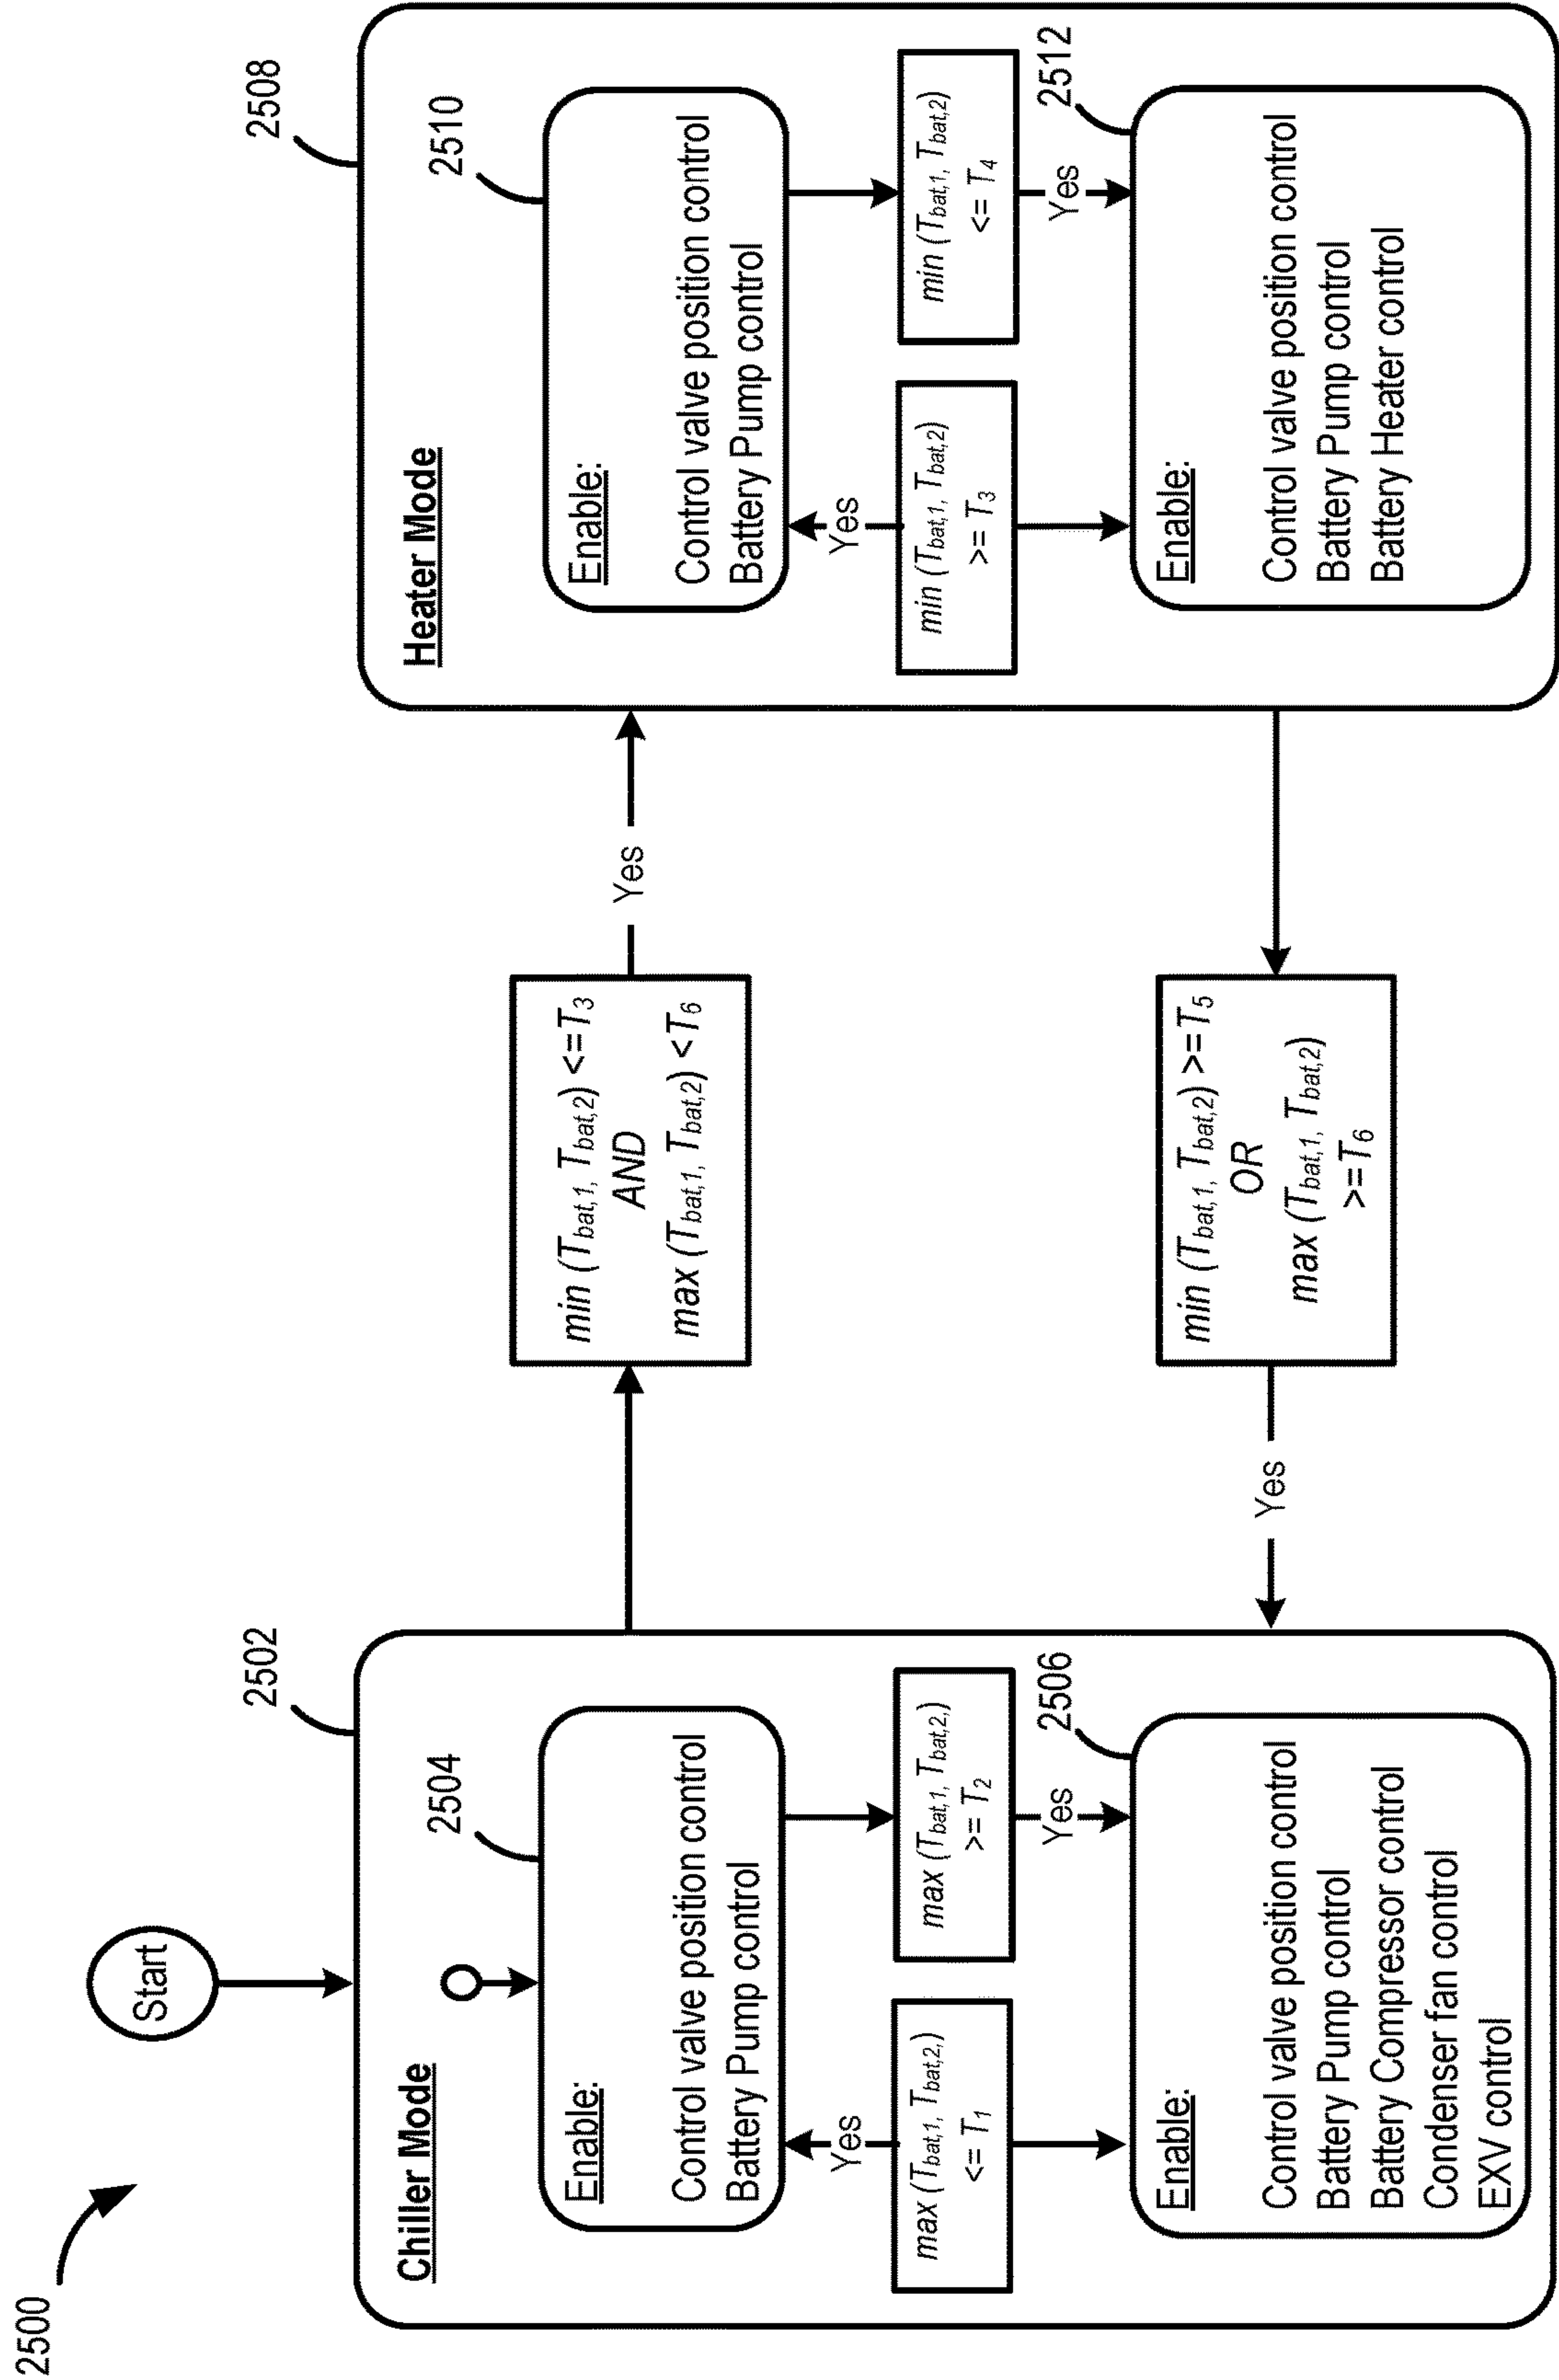 2500
Start
2502
Chiller Mode
2504
Enable:
Control valve position control
Battery Pump control
Yes
max (Tbat,1, Tbat,2,)
<= T1
max (Tbat,1, Tbat,2,)
>= T2
Yes
2506
Enable:
Control valve position control
Battery Pump control
Battery Compressor control
Condenser fan control
EXV control
min (Tbat,1, Tbat,2) <=T3
AND
max (Tbat,1, Tbat,2) <T6
Yes
min (Tbat,1, Tbat,2) >=T5
OR
max (Tbat,1, Tbat,2)
>=T6
Yes
2508
Heater Mode
2510
Enable:
Control valve position control
Battery Pump control
Yes
min (Tbat,1, Tbat,2)
>= T3
min (Tbat,1, Tbat,2)
<= T4
Yes
2512
Enable:
Control valve position control
Battery Pump control
Battery Heater control